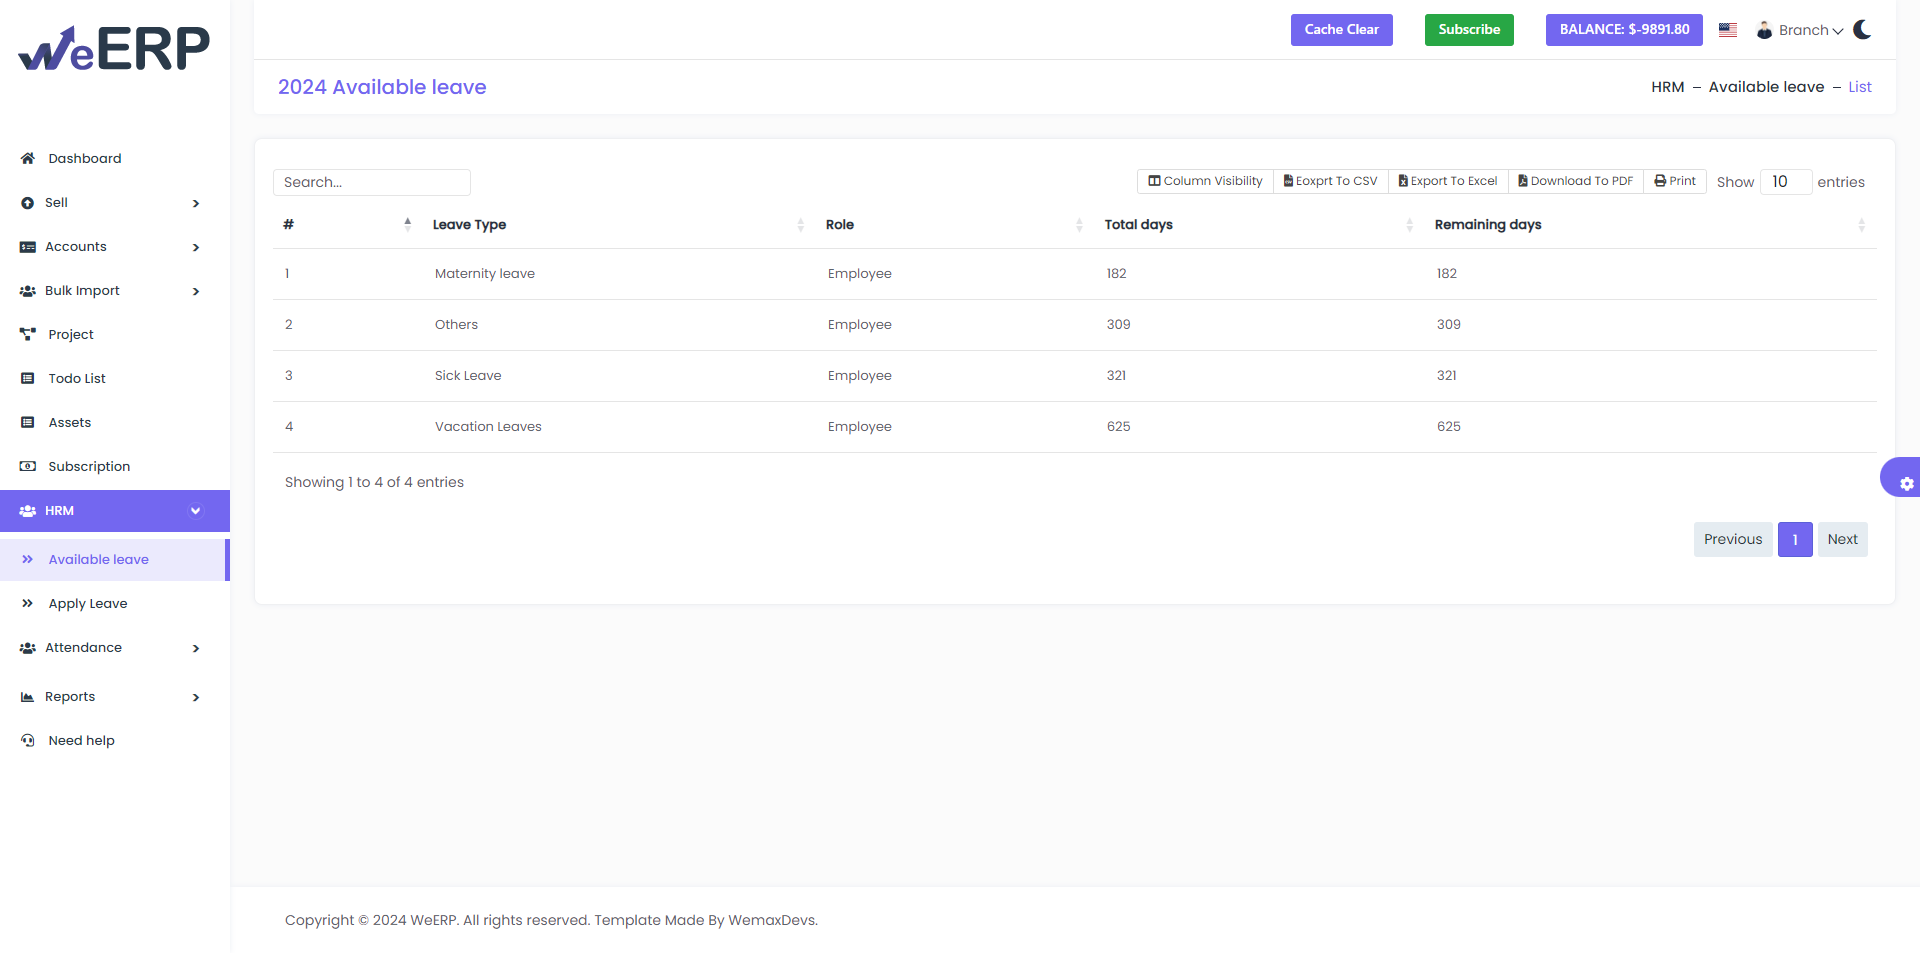 WeERP
Cache Clear
Subscribe
BALANCE: $-9891.80
Branch
2024 Available leave
HRM – Available leave – List
Dashboard
Sell
Accounts
Bulk Import
Project
Todo List
Assets
Subscription
HRM
Available leave
Apply Leave
Attendance
Reports
Need help
Search...
Column Visibility
Eoxprt To CSV
Export To Excel
Download To PDF
Print
Show 10 entries
# Leave Type Role Total days Remaining days
1 Maternity leave Employee 182 182
2 Others Employee 309 309
3 Sick Leave Employee 321 321
4 Vacation Leaves Employee 625 625
Showing 1 to 4 of 4 entries
Previous 1 Next
Copyright © 2024 WeERP. All rights reserved. Template Made By WemaxDevs.